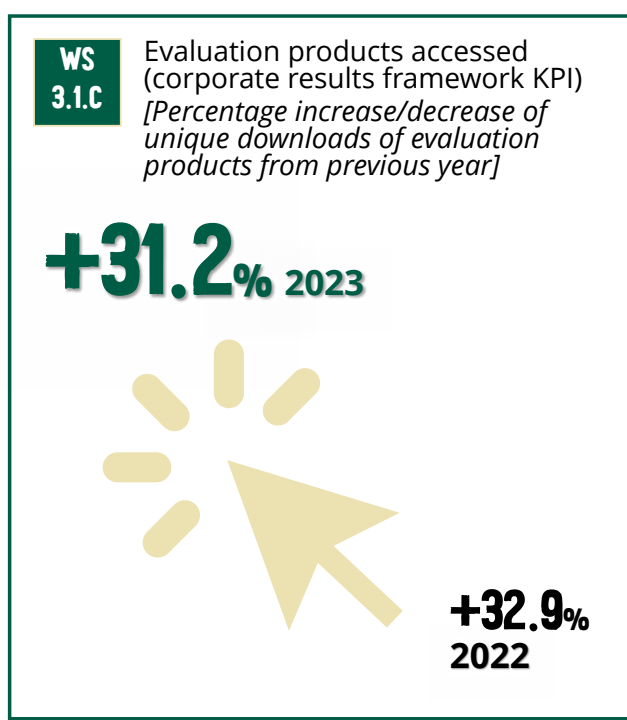 WS
3.1.C
Evaluation products accessed
(corporate results framework KPI)
[Percentage increase/decrease of
unique downloads of evaluation
products from previous year]
+31.2% 2023
+32.9%
2022